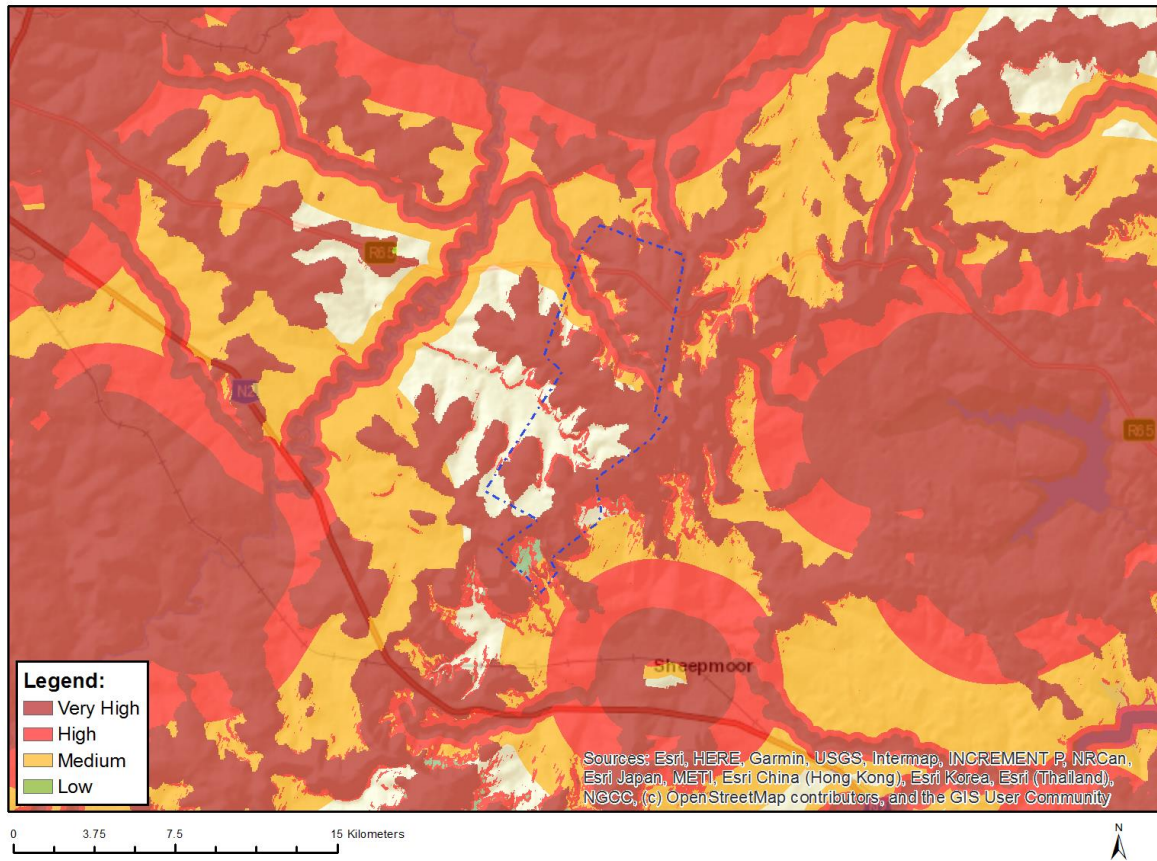 R65
N2
R65
Sheepmoor
Legend:
Very High
High
Medium
Low
Sources: Esri, HERE, Garmin, USGS, Intermap, INCREMENT P, NRCan,
Esri Japan, METI, Esri China (Hong Kong), Esri Korea, Esri (Thailand),
NGCC, (c) OpenStreetMap contributors, and the GIS User Community
0 3.75 7.5 15 Kilometers
N